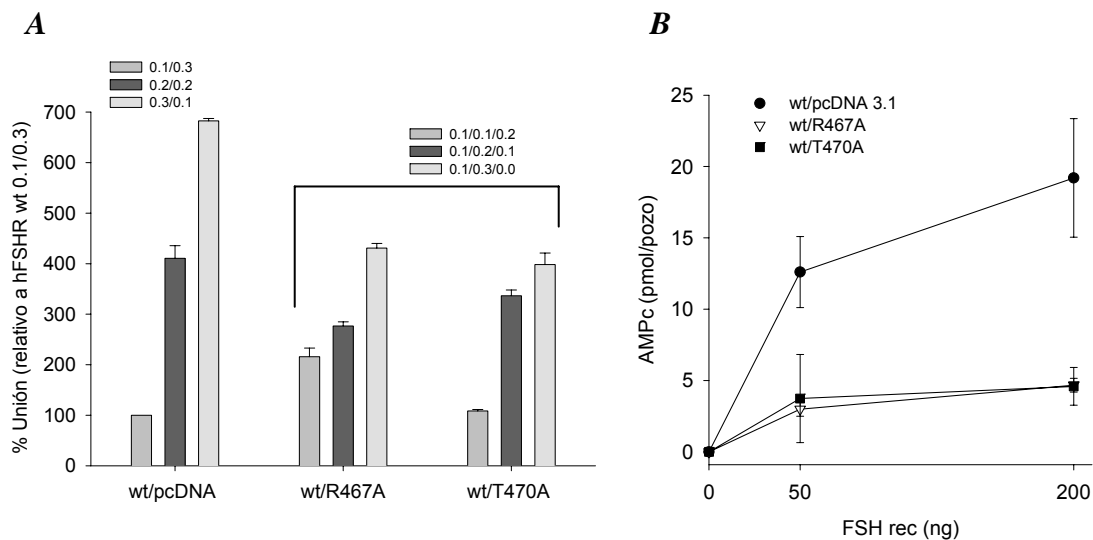 A
0.1/0.3
0.2/0.2
0.3/0.1
0.1/0.1/0.2
0.1/0.2/0.1
0.1/0.3/0.0
% Unión (relativo a hFSHR wt 0.1/0.3)
700
600
500
400
300
200
100
0
wt/pcDNA
wt/R467A
wt/T470A
B
wt/pcDNA 3.1
wt/R467A
wt/T470A
AMPc (pmol/pozo)
25
20
15
10
5
0
0
50
200
FSH rec (ng)